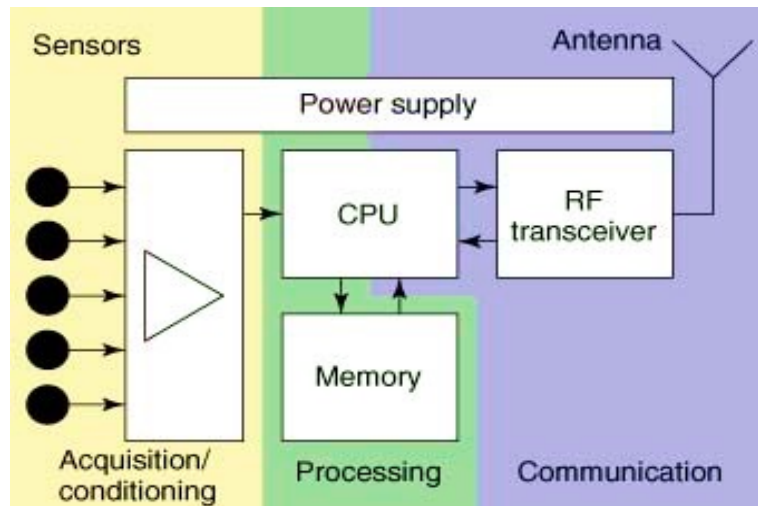 Sensors
Antenna
Power supply
CPU
RF
transceiver
Memory
Acquisition/
conditioning
Processing
Communication